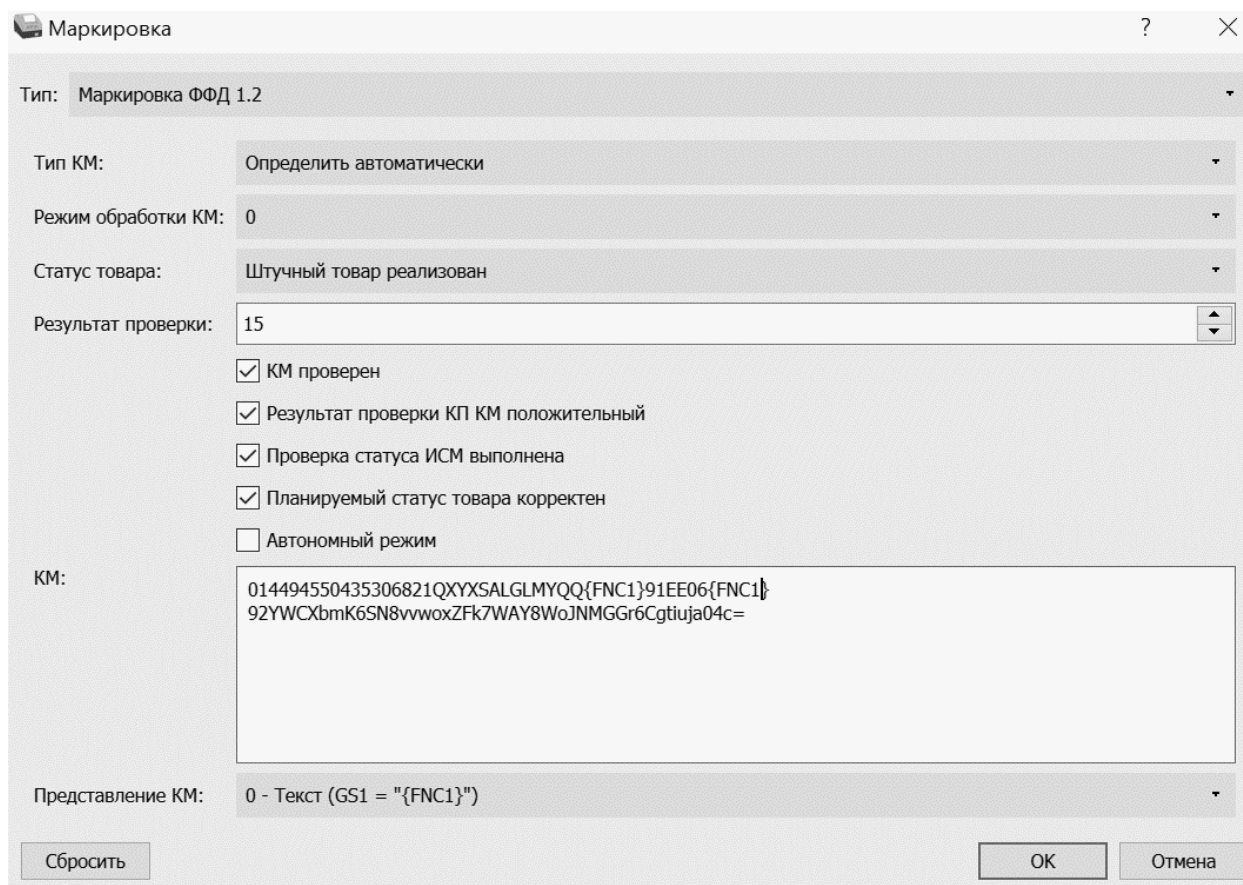 Маркировка
Тип: Маркировка ФФД 1.2
Тип КМ: Определить автоматически
Режим обработки КМ: 0
Статус товара: Штучный товар реализован
Результат проверки: 15
КМ проверен
Результат проверки КП КМ положительный
Проверка статуса ИСМ выполнена
Планируемый статус товара корректен
Автономный режим
КМ: 014494550435306821QXYXSALGLMYQQ{FNC1}91EE06{FNC1}
92YWCXbmK6SN8vvwoxZFk7WAY8WoJNMGGr6Cgtiuja04c=
Представление КМ: 0 - Текст (GS1 = "{FNC1}")
Сбросить ОК Отмена